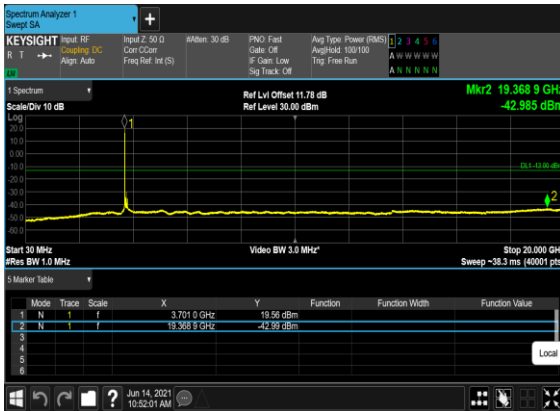 Spectrum Analyzer 1
Swept SA
KEYSIGHT
R T
Input: RF
Coupling: DC
Align: Auto
Input Z: 50 Ω
Corr CCorr
Freq Ref: Int (S)
#Atten: 30 dB
PNO: Fast
Gate: Off
IF Gain: Low
Sig Track: Off
Avg Type: Power (RMS)
Avg|Hold: 100/100
Trig: Free Run
1 2 3 4 5 6
A W W W W W
A N N N N N
1 Spectrum
Scale/Div 10 dB
Ref Lvl Offset 11.78 dB
Ref Level 30.00 dBm
Mkr2 19.368 9 GHz
-42.985 dBm
Log
20.0
10.0
0.00
-10.0
-20.0
-30.0
-40.0
-50.0
-60.0
1
DL1 -13.00 dBm
2
Start 30 MHz
#Res BW 1.0 MHz
Video BW 3.0 MHz*
Stop 20.000 GHz
Sweep ~38.3 ms (40001 pts)
5 Marker Table
Mode Trace Scale X Y Function Function Width Function Value
1 N 1 f 3.701 0 GHz 19.56 dBm
2 N 1 f 19.368 9 GHz -42.99 dBm
3
4
5
6
Local
?
Jun 14, 2021
10:52:01 AM